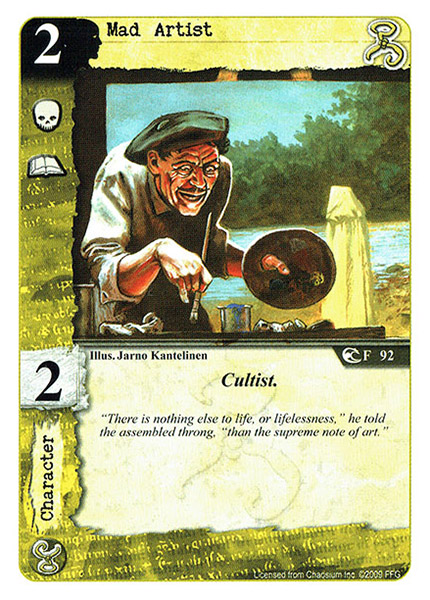 2
Mad Artist
Illus. Jarno Kantelinen
F 92
2
Cultist.
“There is nothing else to life, or lifelessness,” he told
the assembled throng, “than the supreme note of art.”
Character
Licensed from Chaosium Inc. ©2009 FFG